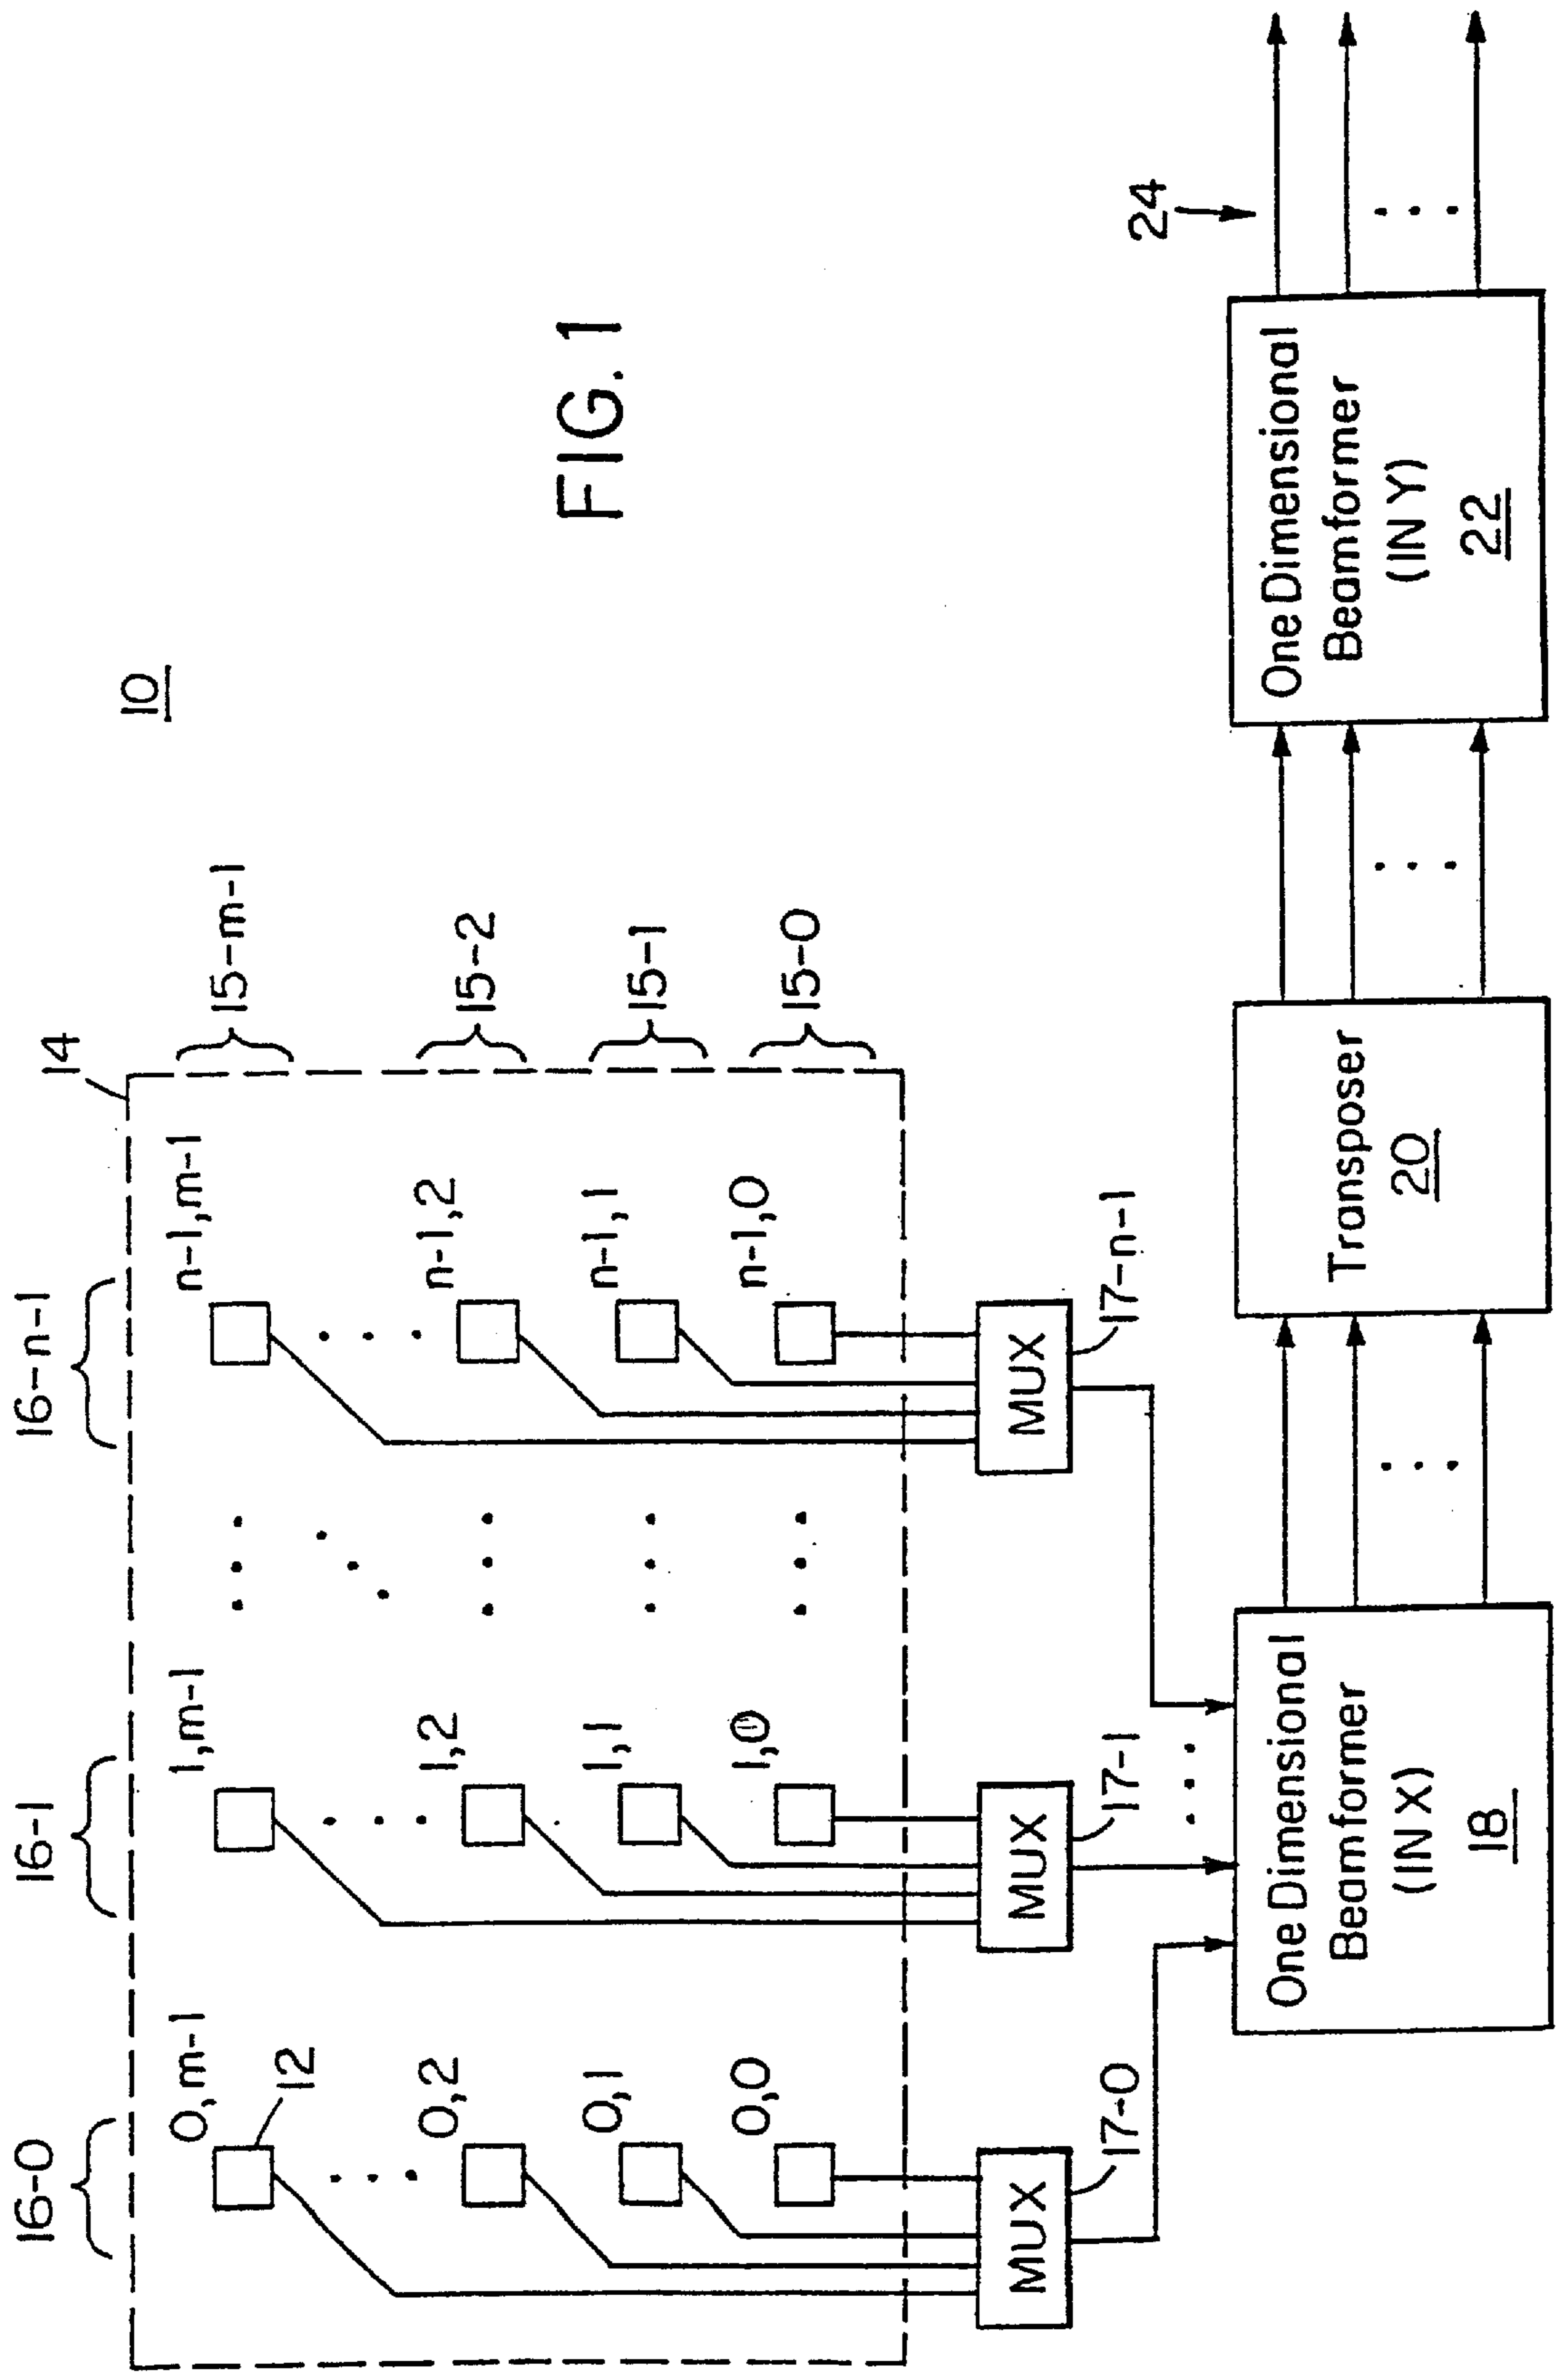 10
16-0
16-1
16-n-1
14
0,m-1
1,m-1
n-1,m-1
15-m-1
12
0,2
1,2
n-1,2
15-2
FIG. 1
0,1
1,1
n-1,1
15-1
0,0
1,0
n-1,0
15-0
MUX
MUX
MUX
17-0
17-1
17-n-1
24
One Dimensional
Beamformer
(IN X)
18
Transposer
20
One Dimensional
Beamformer
(IN Y)
22